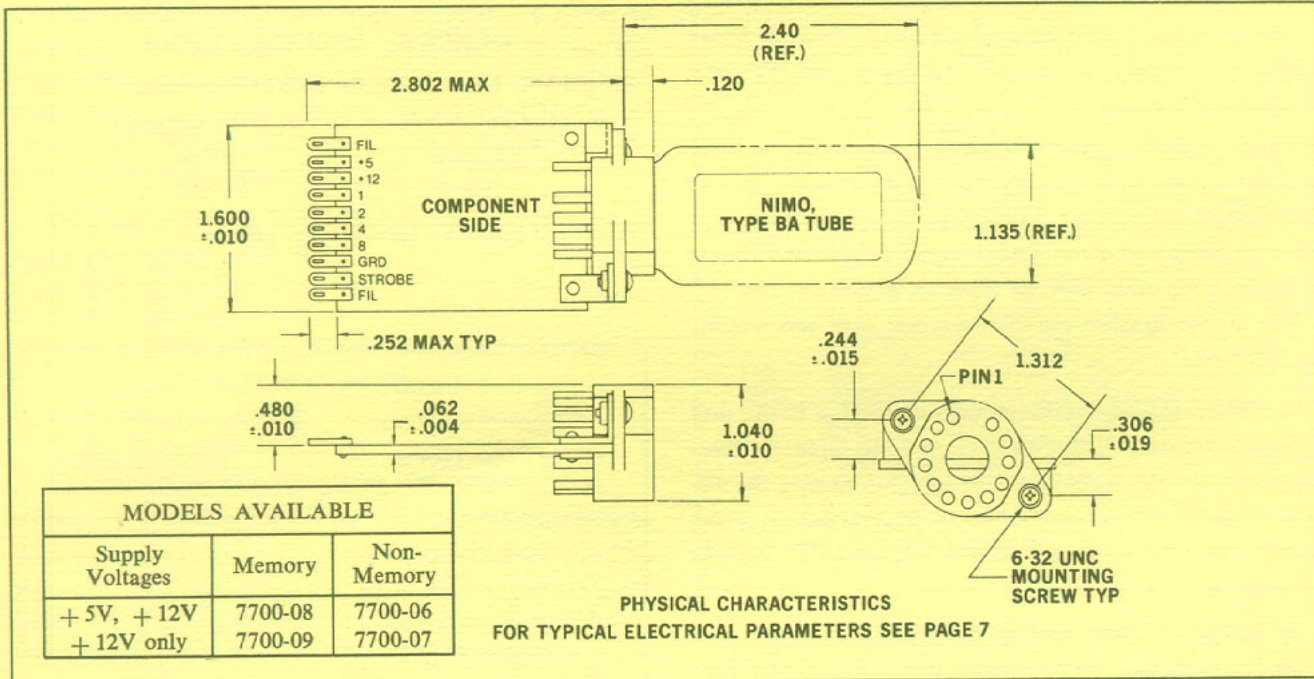 2.40
(REF.)
2.802 MAX
.120
FIL
+5
+12
1
2
4
8
GRD
STROBE
FIL
1.600
±.010
COMPONENT
SIDE
NIMO,
TYPE BA TUBE
1.135 (REF.)
.252 MAX TYP
.244
±.015
1.312
PIN 1
.480
±.010
.062
±.004
1.040
±010
.306
±019
MODELS AVAILABLE
Supply Voltages Memory Non-Memory
+ 5V, + 12V 7700-08 7700-06
+ 12V only 7700-09 7700-07
6-32 UNC
MOUNTING
SCREW TYP
PHYSICAL CHARACTERISTICS
FOR TYPICAL ELECTRICAL PARAMETERS SEE PAGE 7